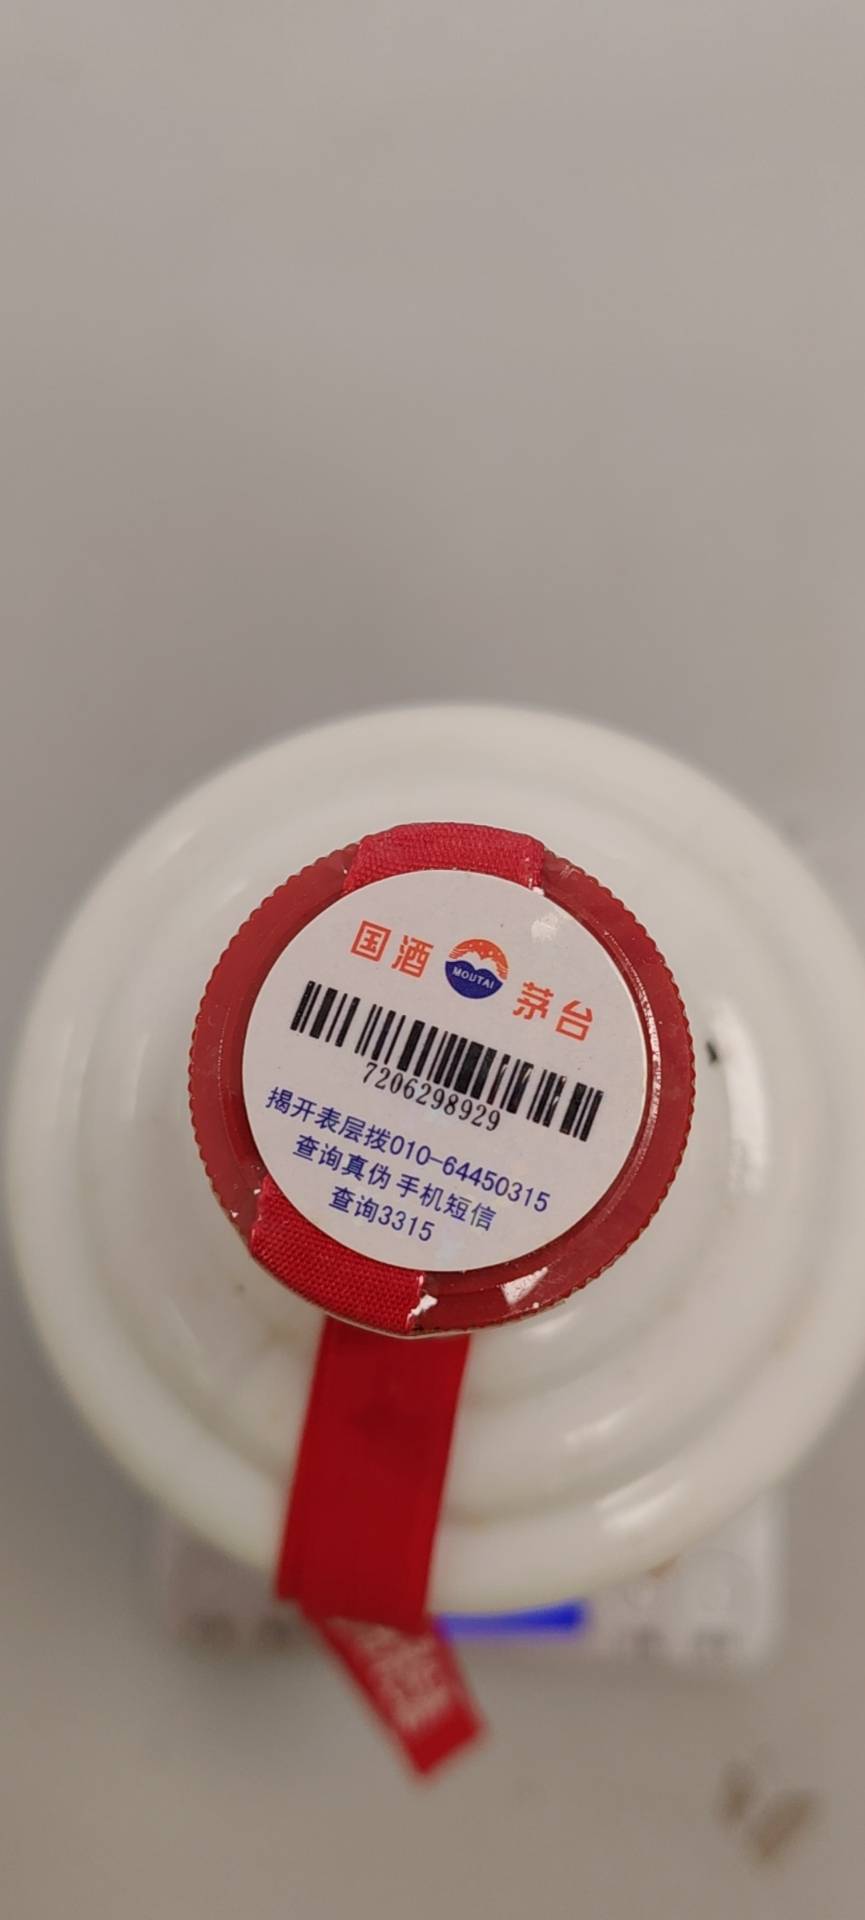 国酒 MOUTAI 茅台
7206298929
揭开表层拨010-64450315
查询真伪 手机短信
查询3315